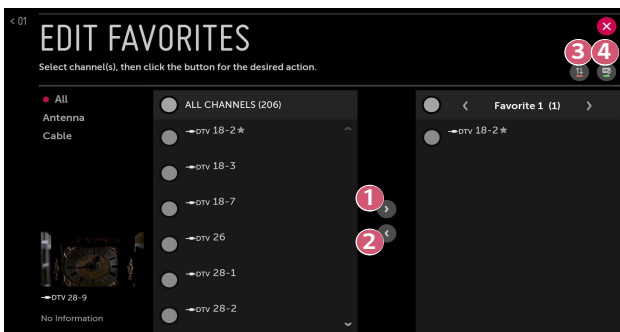 < 01
EDIT FAVORITES
Select channel(s), then click the button for the desired action.
3 4
All
Antenna
Cable
ALL CHANNELS (206)
DTV 18-2★
DTV 18-3
DTV 18-7
DTV 26
DTV 28-1
DTV 28-2
1
2
Favorite 1 (1)
DTV 18-2★
DTV 28-9
No Information